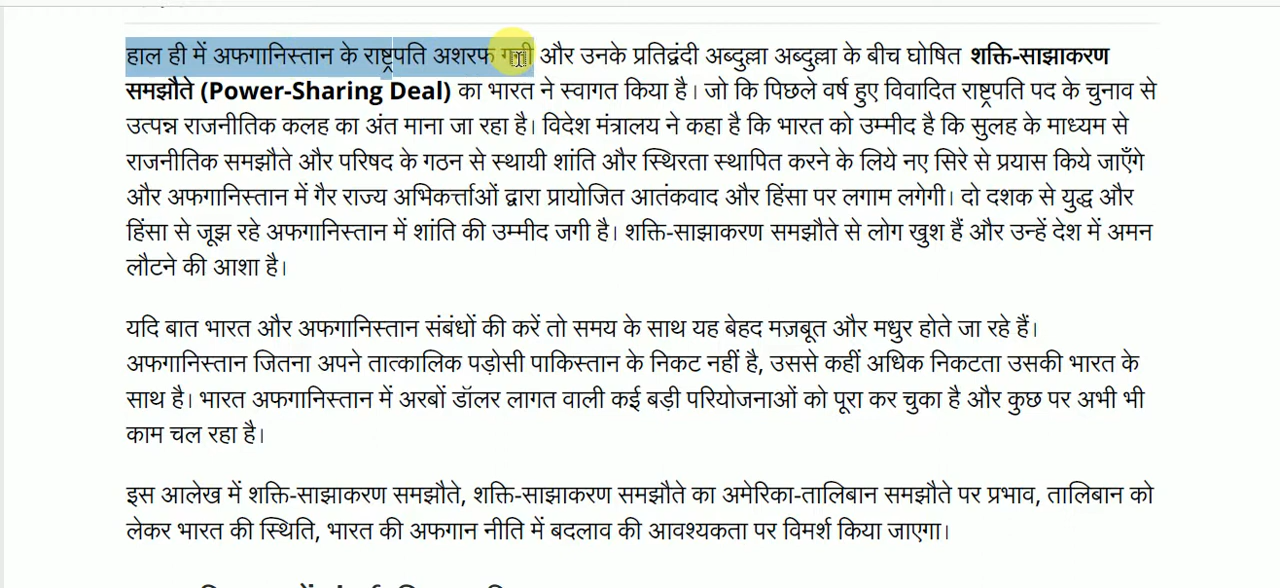 हाल ही में अफगानिस्तान के राष्ट्रपति अशरफ गनी और उनके प्रतिद्वंदी अब्दुल्ला अब्दुल्ला के बीच घोषित शक्ति-साझाकरण
समझौते (Power-Sharing Deal) का भारत ने स्वागत किया है। जो कि पिछले वर्ष हुए विवादित राष्ट्रपति पद के चुनाव से
उत्पन्न राजनीतिक कलह का अंत माना जा रहा है। विदेश मंत्रालय ने कहा है कि भारत को उम्मीद है कि सुलह के माध्यम से
राजनीतिक समझौते और परिषद के गठन से स्थायी शांति और स्थिरता स्थापित करने के लिये नए सिरे से प्रयास किये जाएँगे
और अफगानिस्तान में गैर राज्य अभिकर्त्ताओं द्वारा प्रायोजित आतंकवाद और हिंसा पर लगाम लगेगी। दो दशक से युद्ध और
हिंसा से जूझ रहे अफगानिस्तान में शांति की उम्मीद जगी है। शक्ति-साझाकरण समझौते से लोग खुश हैं और उन्हें देश में अमन
लौटने की आशा है।
यदि बात भारत और अफगानिस्तान संबंधों की करें तो समय के साथ यह बेहद मज़बूत और मधुर होते जा रहे हैं।
अफगानिस्तान जितना अपने तात्कालिक पड़ोसी पाकिस्तान के निकट नहीं है, उससे कहीं अधिक निकटता उसकी भारत के
साथ है। भारत अफगानिस्तान में अरबों डॉलर लागत वाली कई बड़ी परियोजनाओं को पूरा कर चुका है और कुछ पर अभी भी
काम चल रहा है।
इस आलेख में शक्ति-साझाकरण समझौते, शक्ति-साझाकरण समझौते का अमेरिका-तालिबान समझौते पर प्रभाव, तालिबान को
लेकर भारत की स्थिति, भारत की अफगान नीति में बदलाव की आवश्यकता पर विमर्श किया जाएगा।